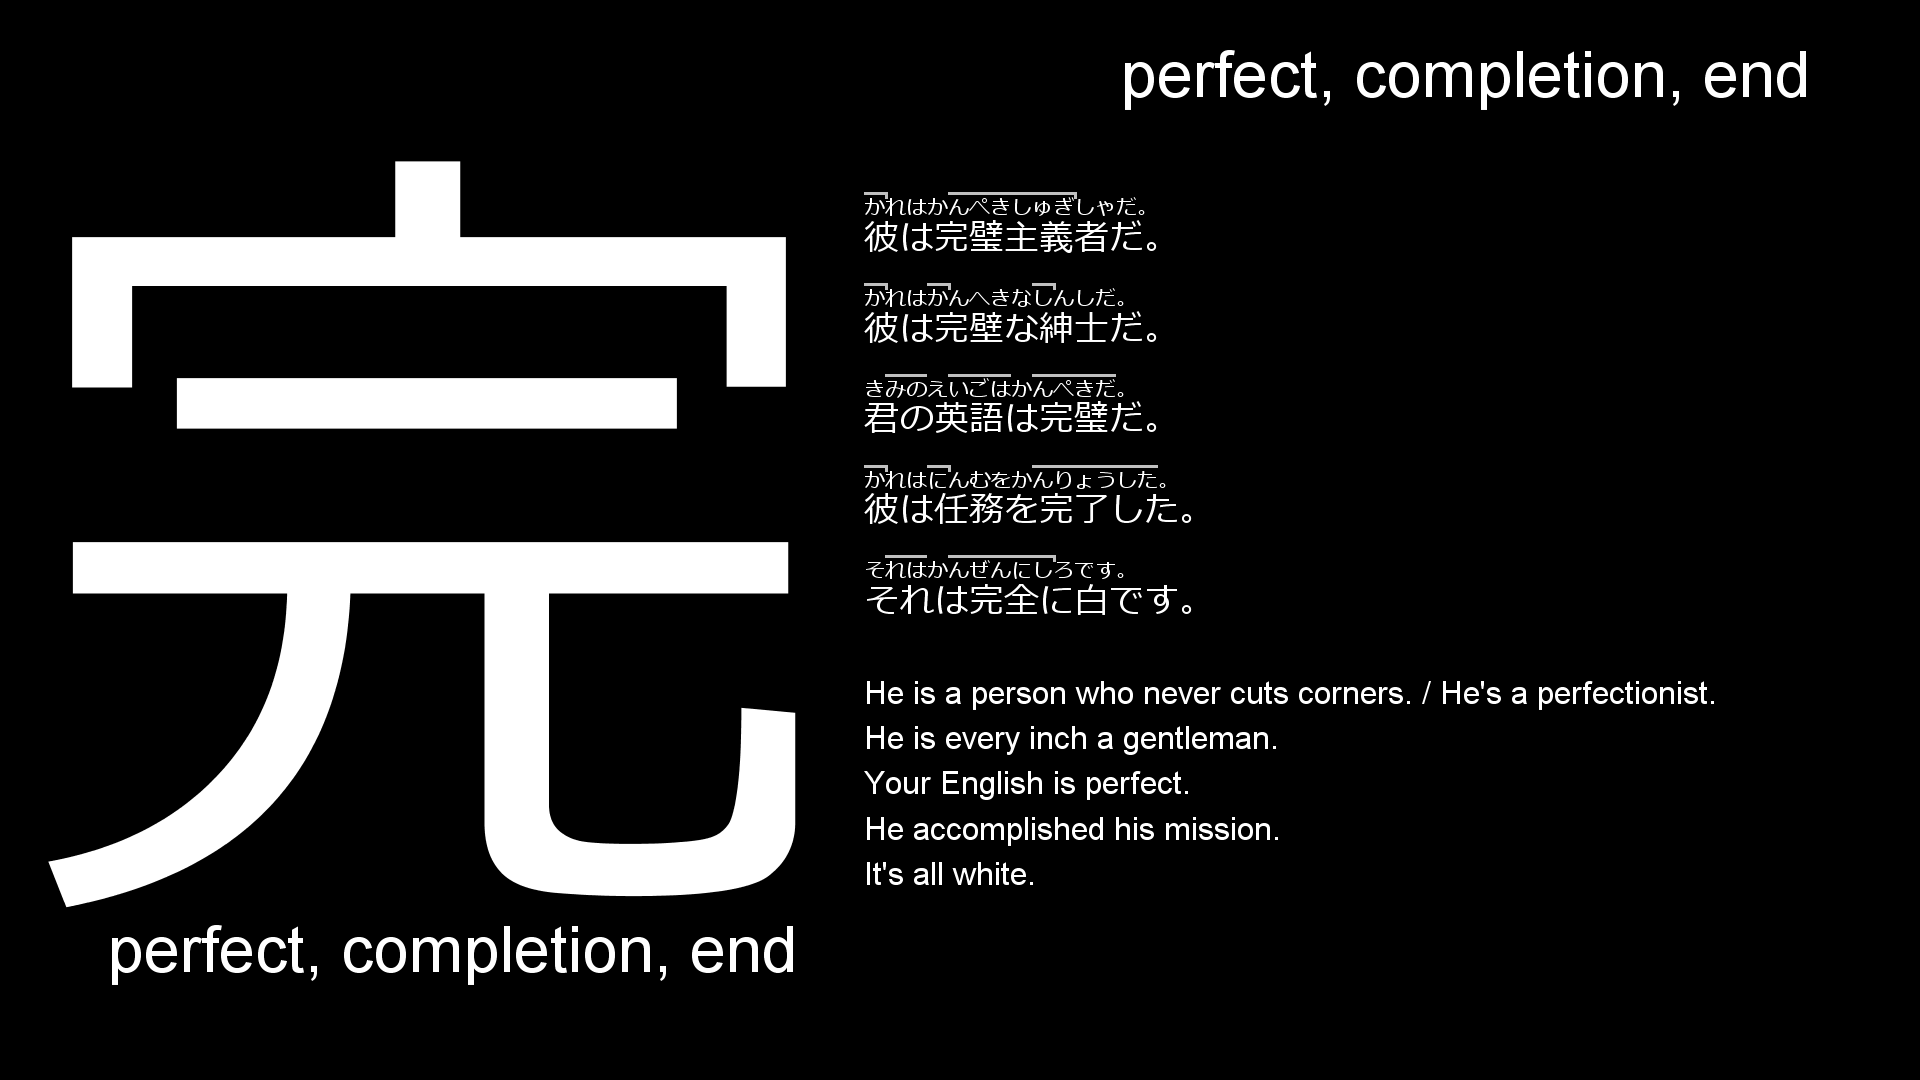 perfect, completion, end
完
perfect, completion, end
かれはかんぺきしゅぎしゃだ。
彼は完璧主義者だ。
かれはかんへきなしんしだ。
彼は完壁な紳士だ。
きみのえいごはかんぺきだ。
君の英語は完璧だ。
かれはにんむをかんりょうした。
彼は任務を完了した。
それはかんぜんにしろです。
それは完全に白です。
He is a person who never cuts corners. / He's a perfectionist.
He is every inch a gentleman.
Your English is perfect.
He accomplished his mission.
It's all white.